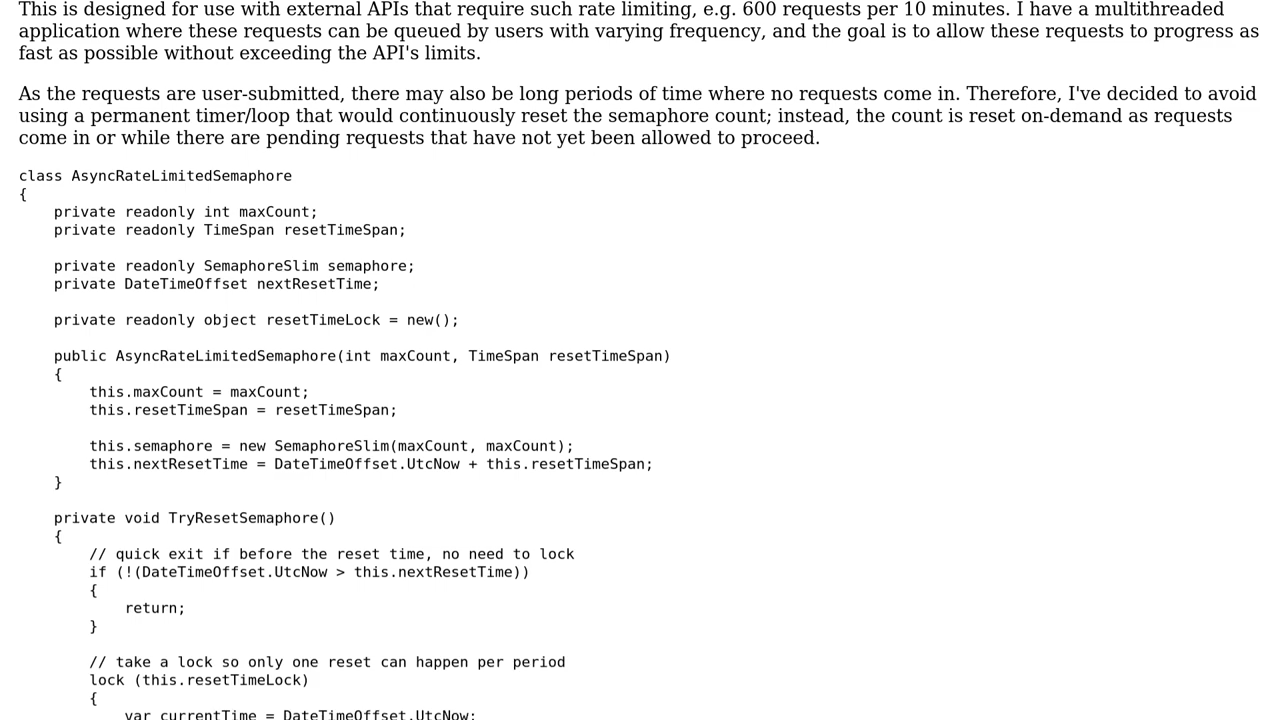 This is designed for use with external APIs that require such rate limiting, e.g. 600 requests per 10 minutes. I have a multithreaded
application where these requests can be queued by users with varying frequency, and the goal is to allow these requests to progress as
fast as possible without exceeding the API's limits.

As the requests are user-submitted, there may also be long periods of time where no requests come in. Therefore, I've decided to avoid
using a permanent timer/loop that would continuously reset the semaphore count; instead, the count is reset on-demand as requests
come in or while there are pending requests that have not yet been allowed to proceed.

class AsyncRateLimitedSemaphore
{
    private readonly int maxCount;
    private readonly TimeSpan resetTimeSpan;

    private readonly SemaphoreSlim semaphore;
    private DateTimeOffset nextResetTime;

    private readonly object resetTimeLock = new();

    public AsyncRateLimitedSemaphore(int maxCount, TimeSpan resetTimeSpan)
    {
        this.maxCount = maxCount;
        this.resetTimeSpan = resetTimeSpan;

        this.semaphore = new SemaphoreSlim(maxCount, maxCount);
        this.nextResetTime = DateTimeOffset.UtcNow + this.resetTimeSpan;
    }

    private void TryResetSemaphore()
    {
        // quick exit if before the reset time, no need to lock
        if (!(DateTimeOffset.UtcNow > this.nextResetTime))
        {
            return;
        }

        // take a lock so only one reset can happen per period
        lock (this.resetTimeLock)
        {
            var currentTime = DateTimeOffset.UtcNow;